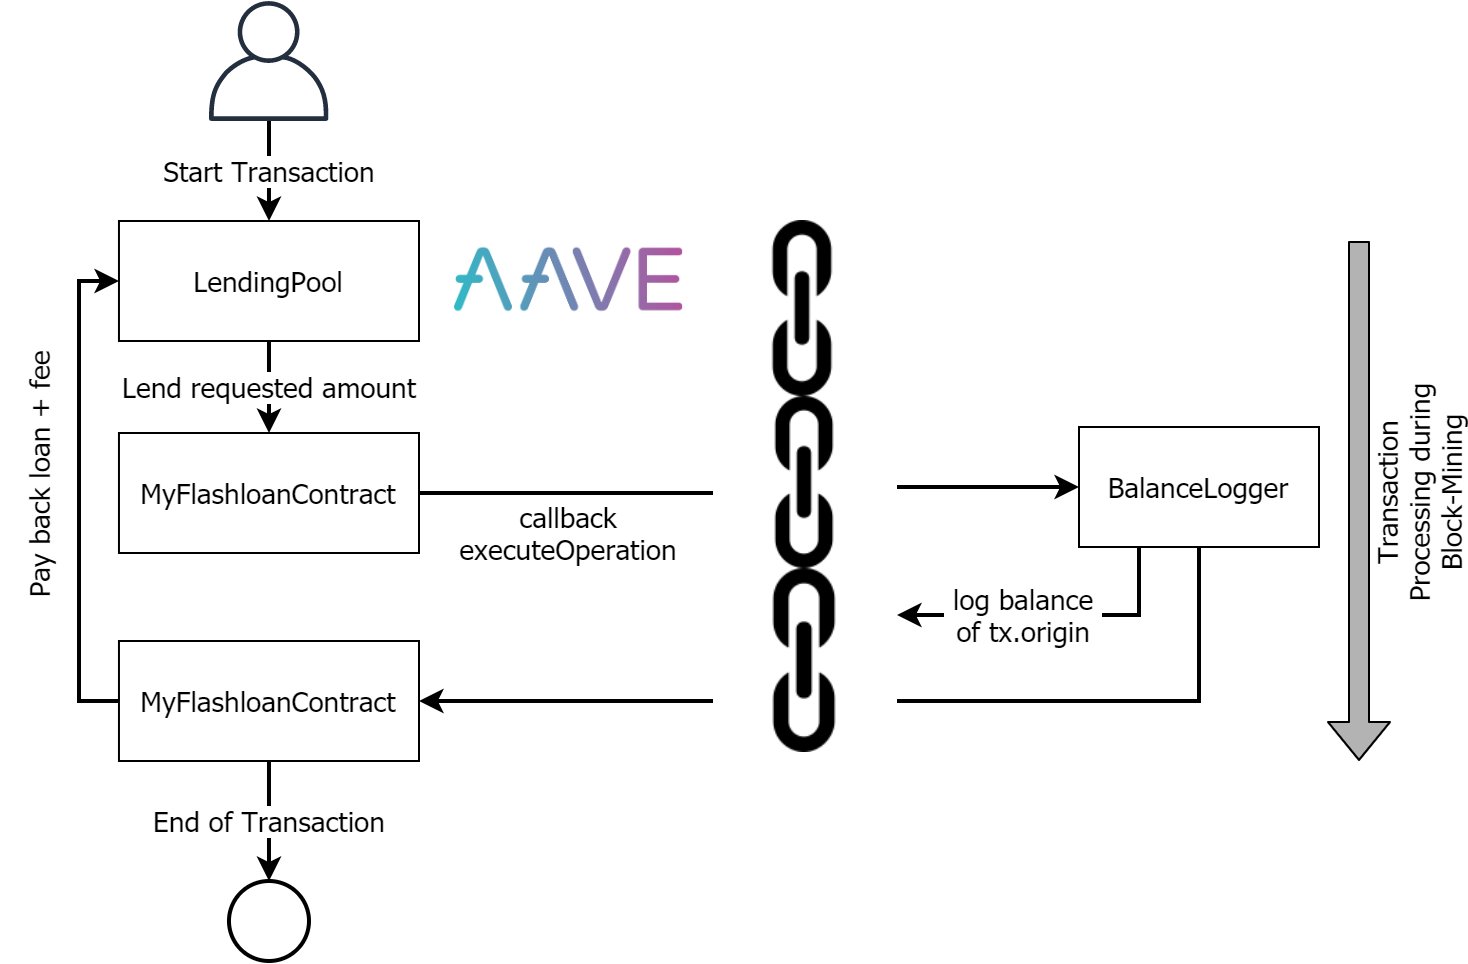 Start Transaction
LendingPool
AAVE
Lend requested amount
Pay back loan + fee
MyFlashloanContract
callback
executeOperation
BalanceLogger
Transaction
Processing during
Block-Mining
log balance
of tx.origin
MyFlashloanContract
End of Transaction